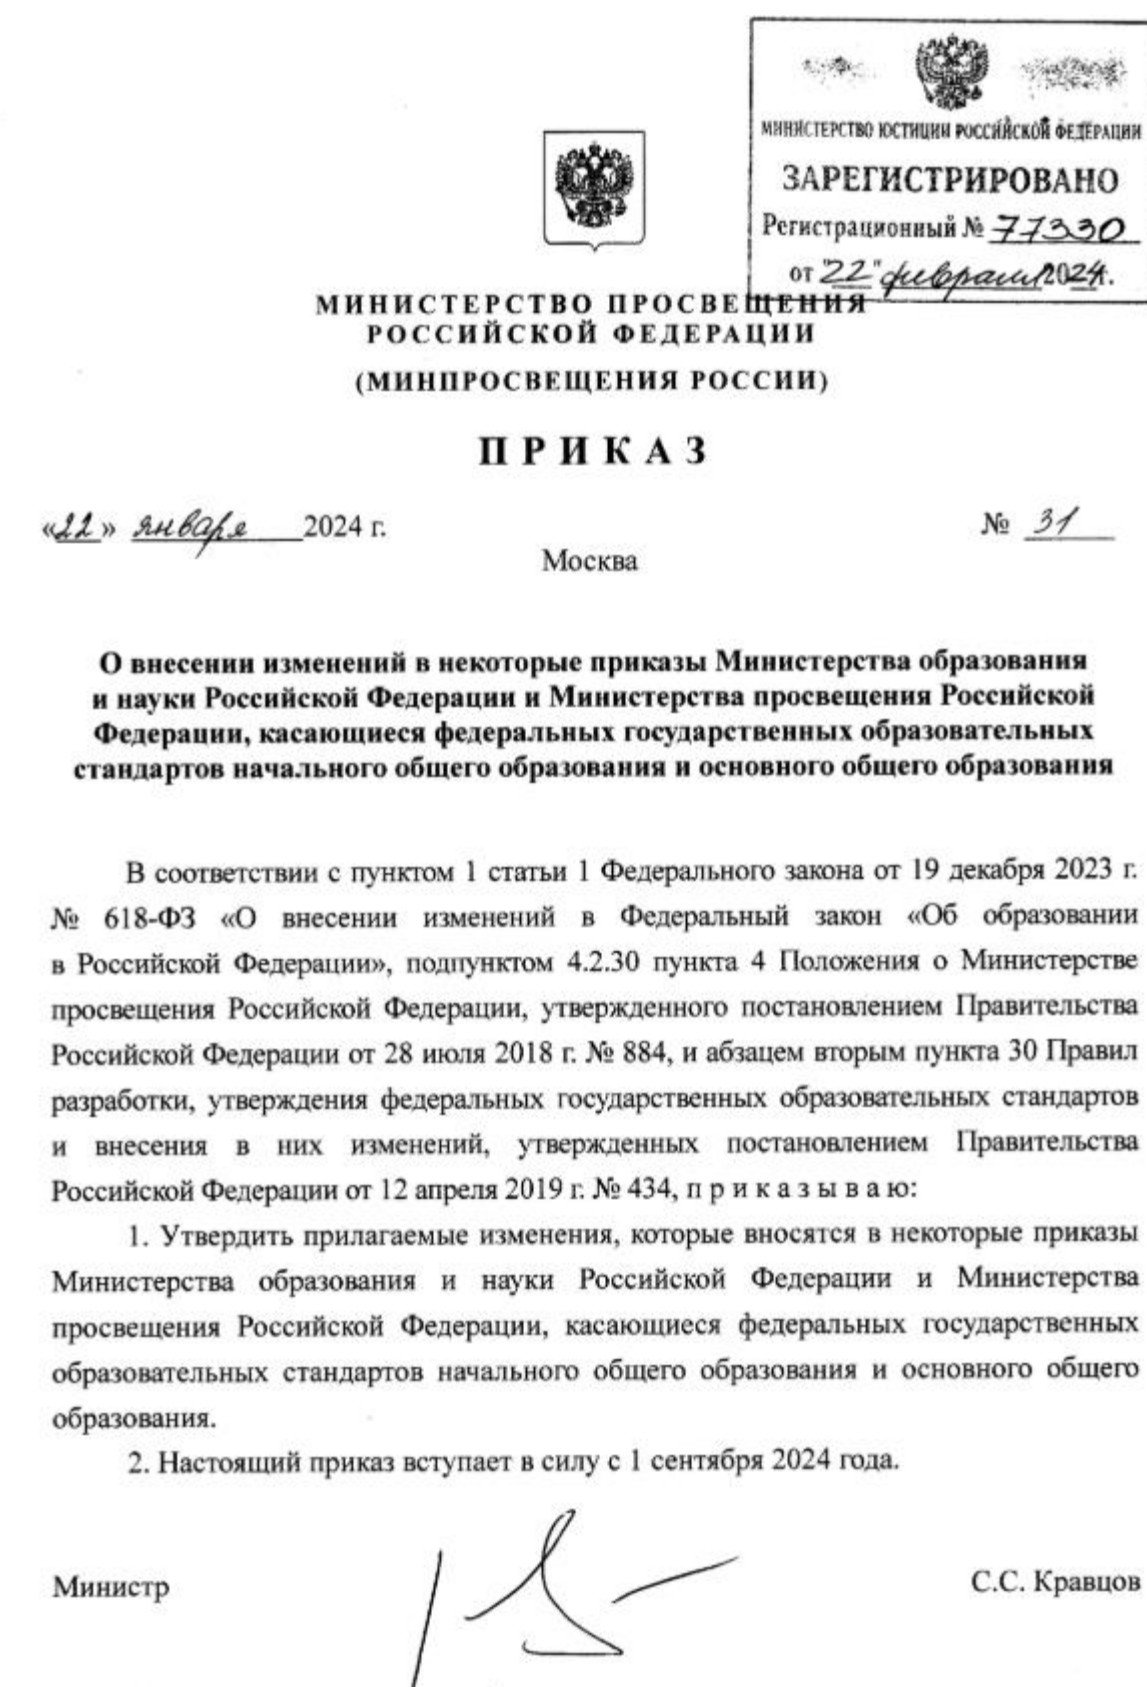 МИНИСТЕРСТВО ЮСТИЦИИ РОССИЙСКОЙ ФЕДЕРАЦИИ
ЗАРЕГИСТРИРОВАНО
Регистрационный № 77330
от "22" февраля 2024г.
МИНИСТЕРСТВО ПРОСВЕЩЕНИЯ
РОССИЙСКОЙ ФЕДЕРАЦИИ
(МИНПРОСВЕЩЕНИЯ РОССИИ)
ПРИКАЗ
«22» января 2024 г.
№ 31
Москва
О внесении изменений в некоторые приказы Министерства образования
и науки Российской Федерации и Министерства просвещения Российской
Федерации, касающиеся федеральных государственных образовательных
стандартов начального общего образования и основного общего образования
В соответствии с пунктом 1 статьи 1 Федерального закона от 19 декабря 2023 г.
№ 618-ФЗ «О внесении изменений в Федеральный закон «Об образовании
в Российской Федерации», подпунктом 4.2.30 пункта 4 Положения о Министерстве
просвещения Российской Федерации, утвержденного постановлением Правительства
Российской Федерации от 28 июля 2018 г. № 884, и абзацем вторым пункта 30 Правил
разработки, утверждения федеральных государственных образовательных стандартов
и внесения в них изменений, утвержденных постановлением Правительства
Российской Федерации от 12 апреля 2019 г. № 434, п р и к а з ы в а ю:
1. Утвердить прилагаемые изменения, которые вносятся в некоторые приказы
Министерства образования и науки Российской Федерации и Министерства
просвещения Российской Федерации, касающиеся федеральных государственных
образовательных стандартов начального общего образования и основного общего
образования.
2. Настоящий приказ вступает в силу с 1 сентября 2024 года.
Министр
С.С. Кравцов